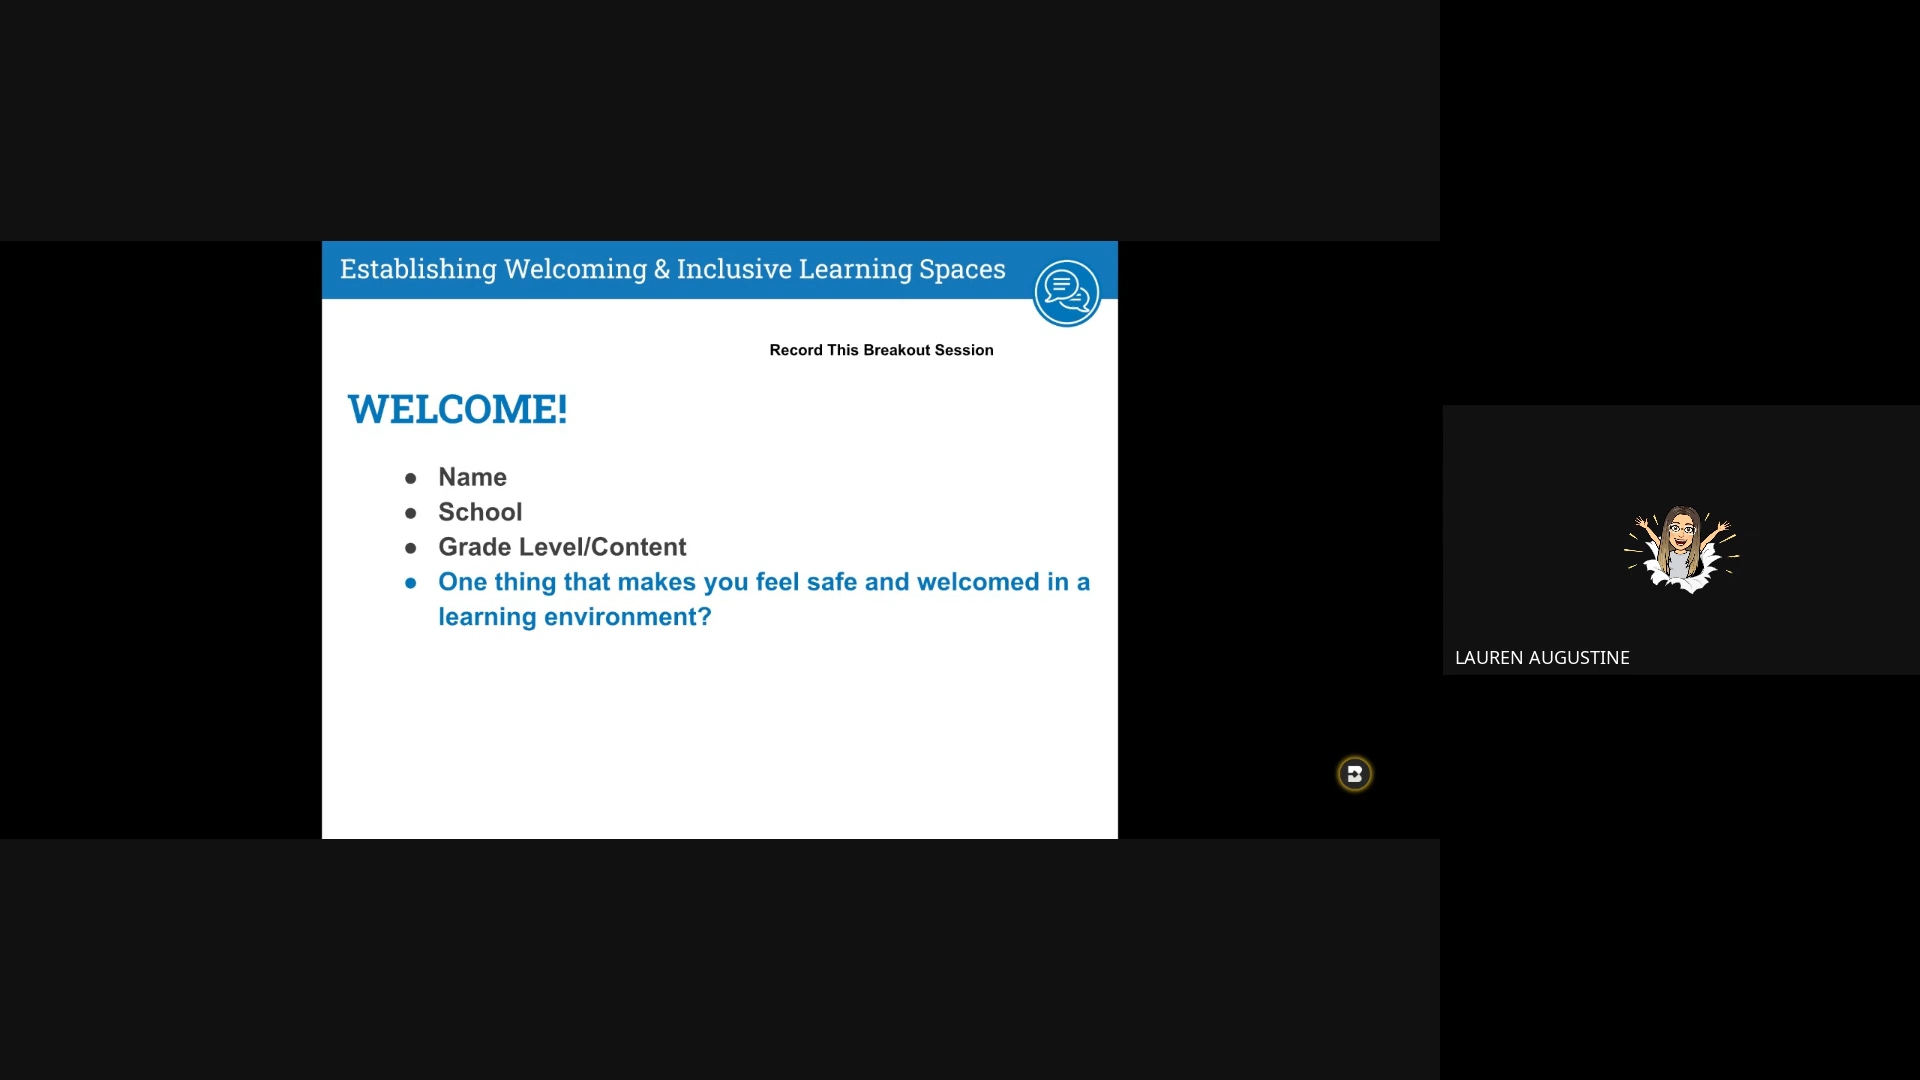 Establishing Welcoming & Inclusive Learning Spaces
Record This Breakout Session
WELCOME!
● Name
● School
● Grade Level/Content
● One thing that makes you feel safe and welcomed in a
learning environment?
LAUREN AUGUSTINE
B